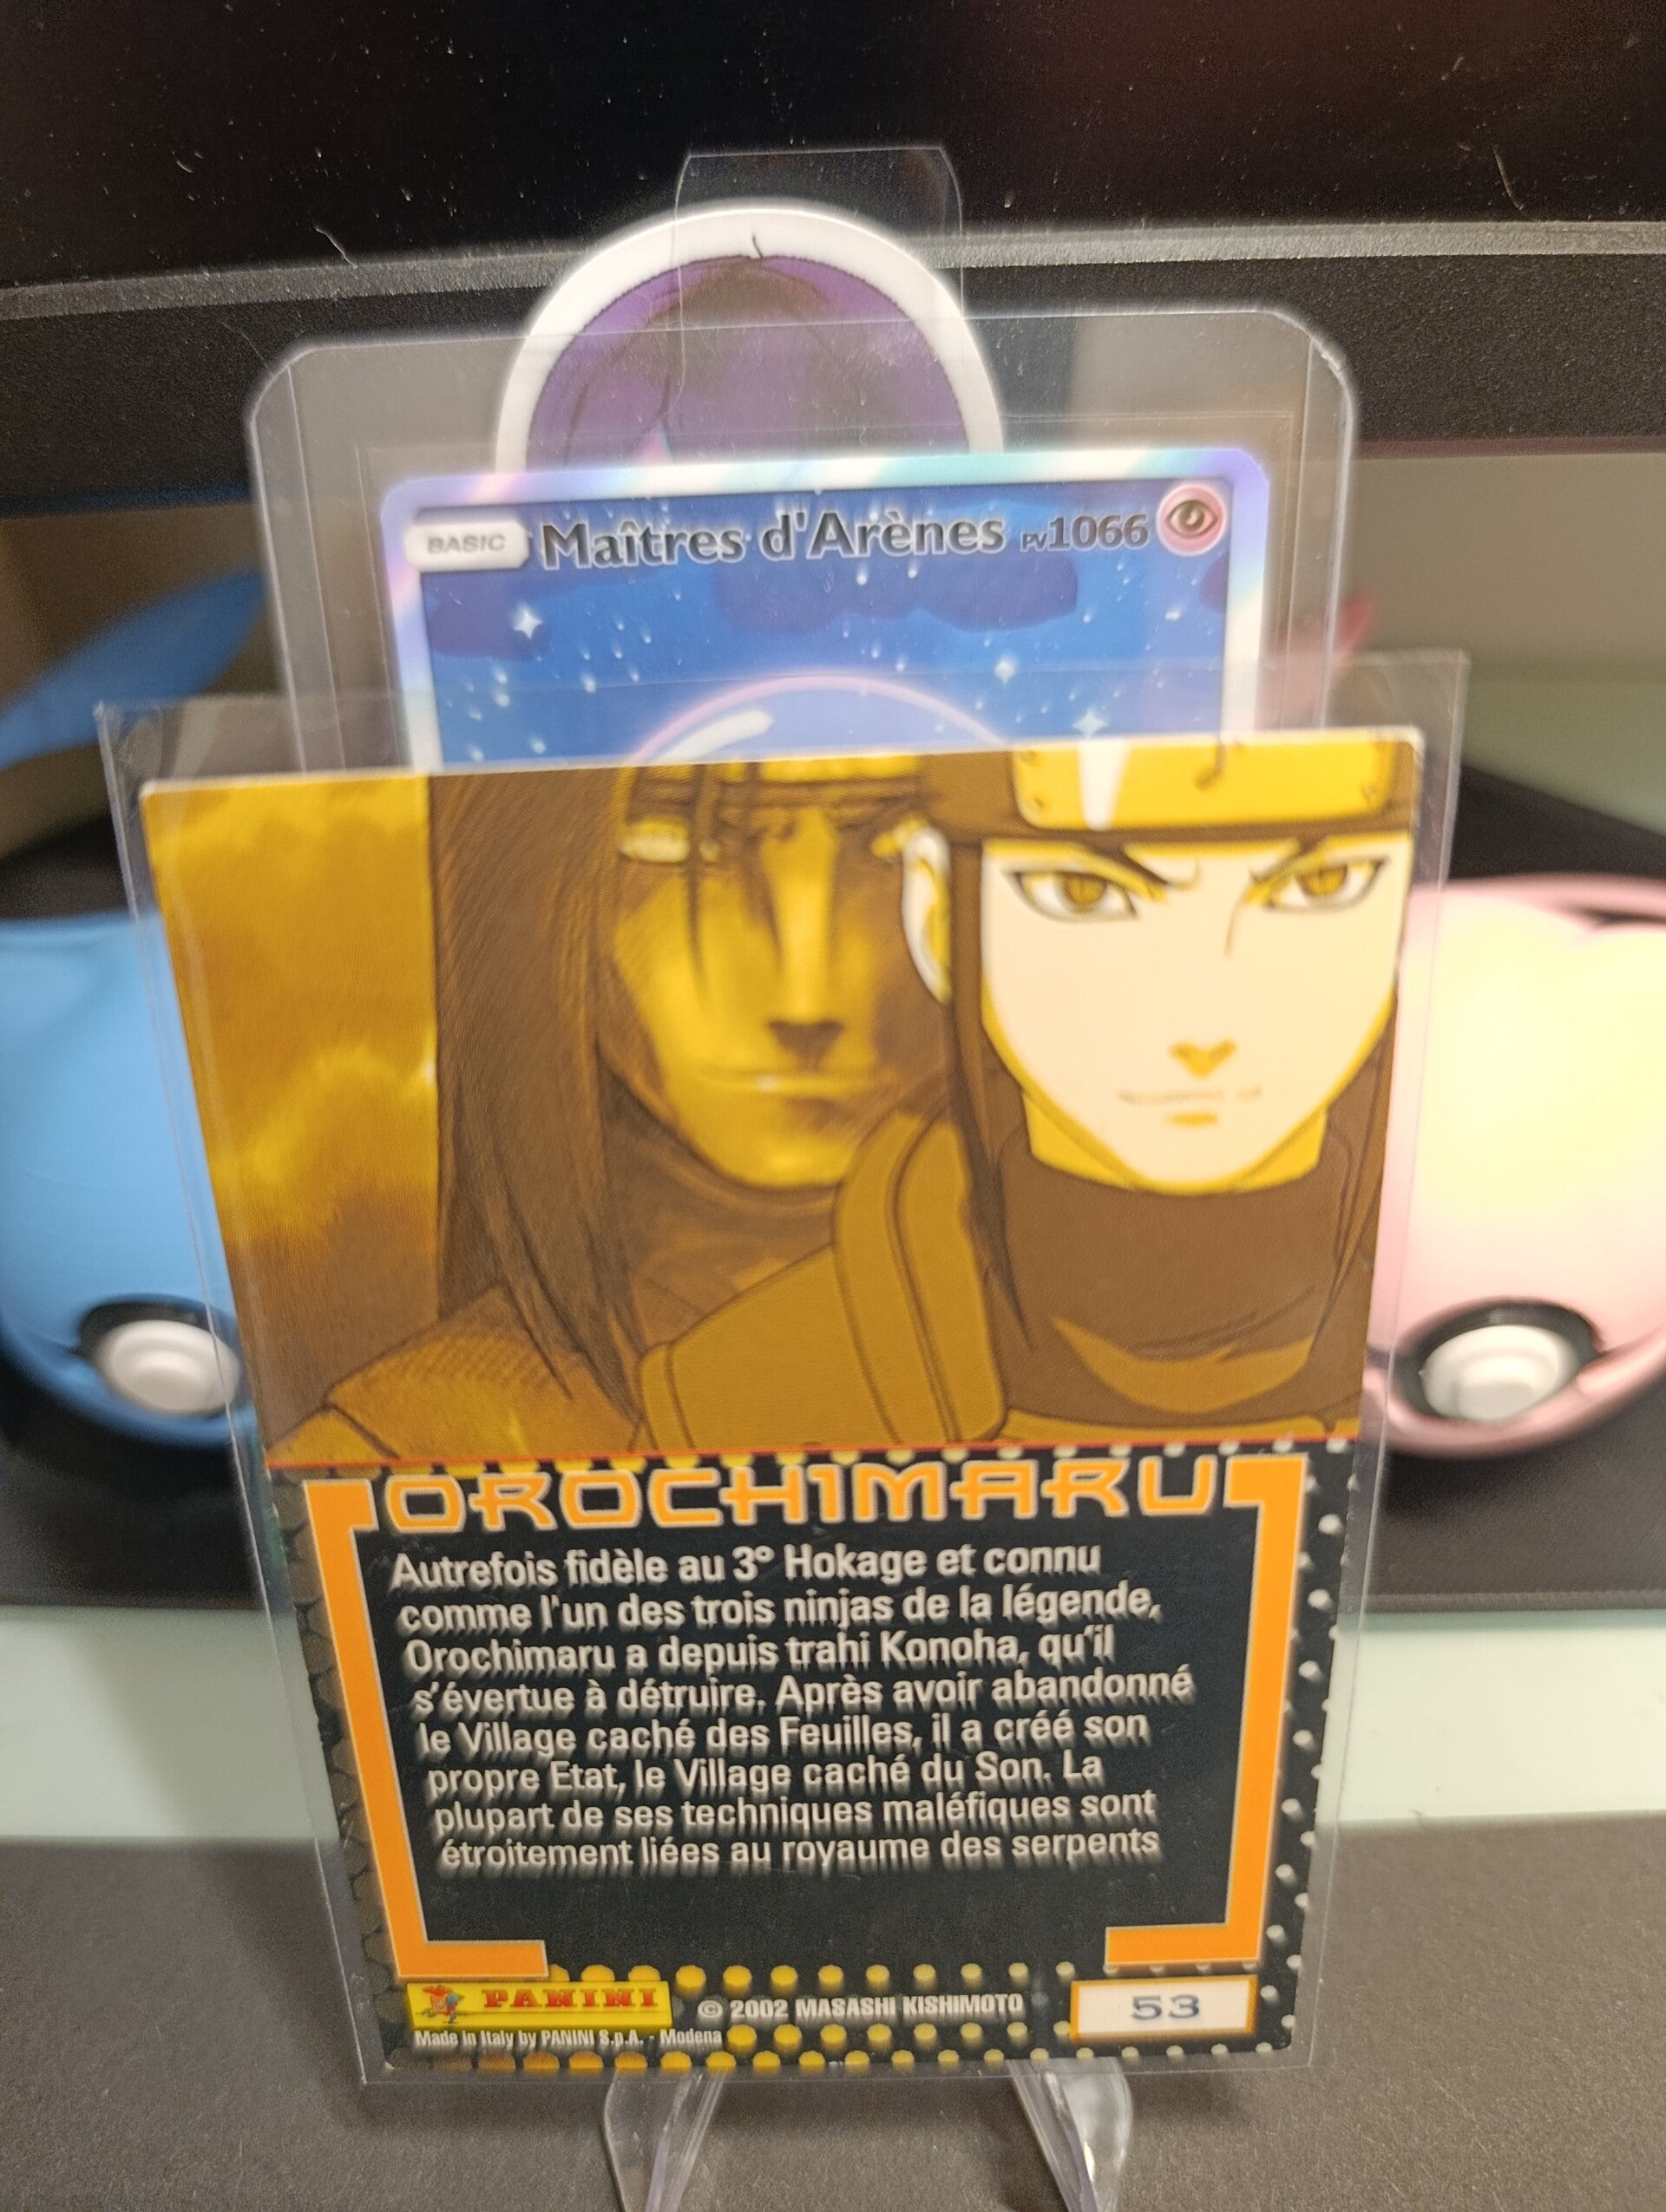 BASIC Maîtres d'Arènes PV1066
OROCHIMARU
Autrefois fidèle au 3° Hokage et connu
comme l'un des trois ninjas de la légende,
Orochimaru a depuis trahi Konoha, qu'il
s'évertue à détruire. Après avoir abandonné
le Village caché des Feuilles, il a créé son
propre Etat, le Village caché du Son. La
plupart de ses techniques maléfiques sont
étroitement liées au royaume des serpents
PANINI © 2002 MASASHI KISHIMOTO 53
Made in Italy by PANINI S.p.A. - Modena